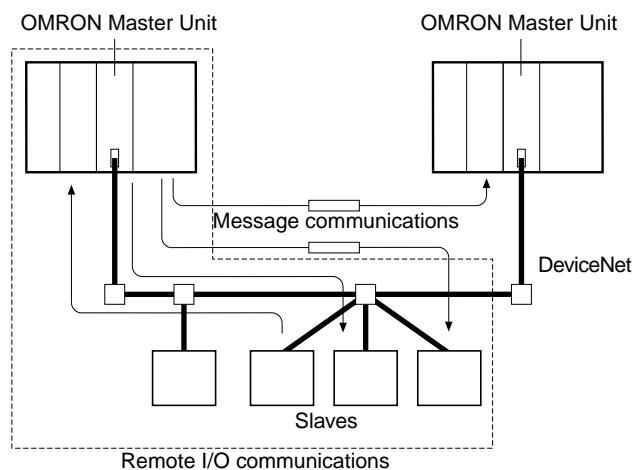 OMRON Master Unit
OMRON Master Unit
Message communications
DeviceNet
Slaves
Remote I/O communications